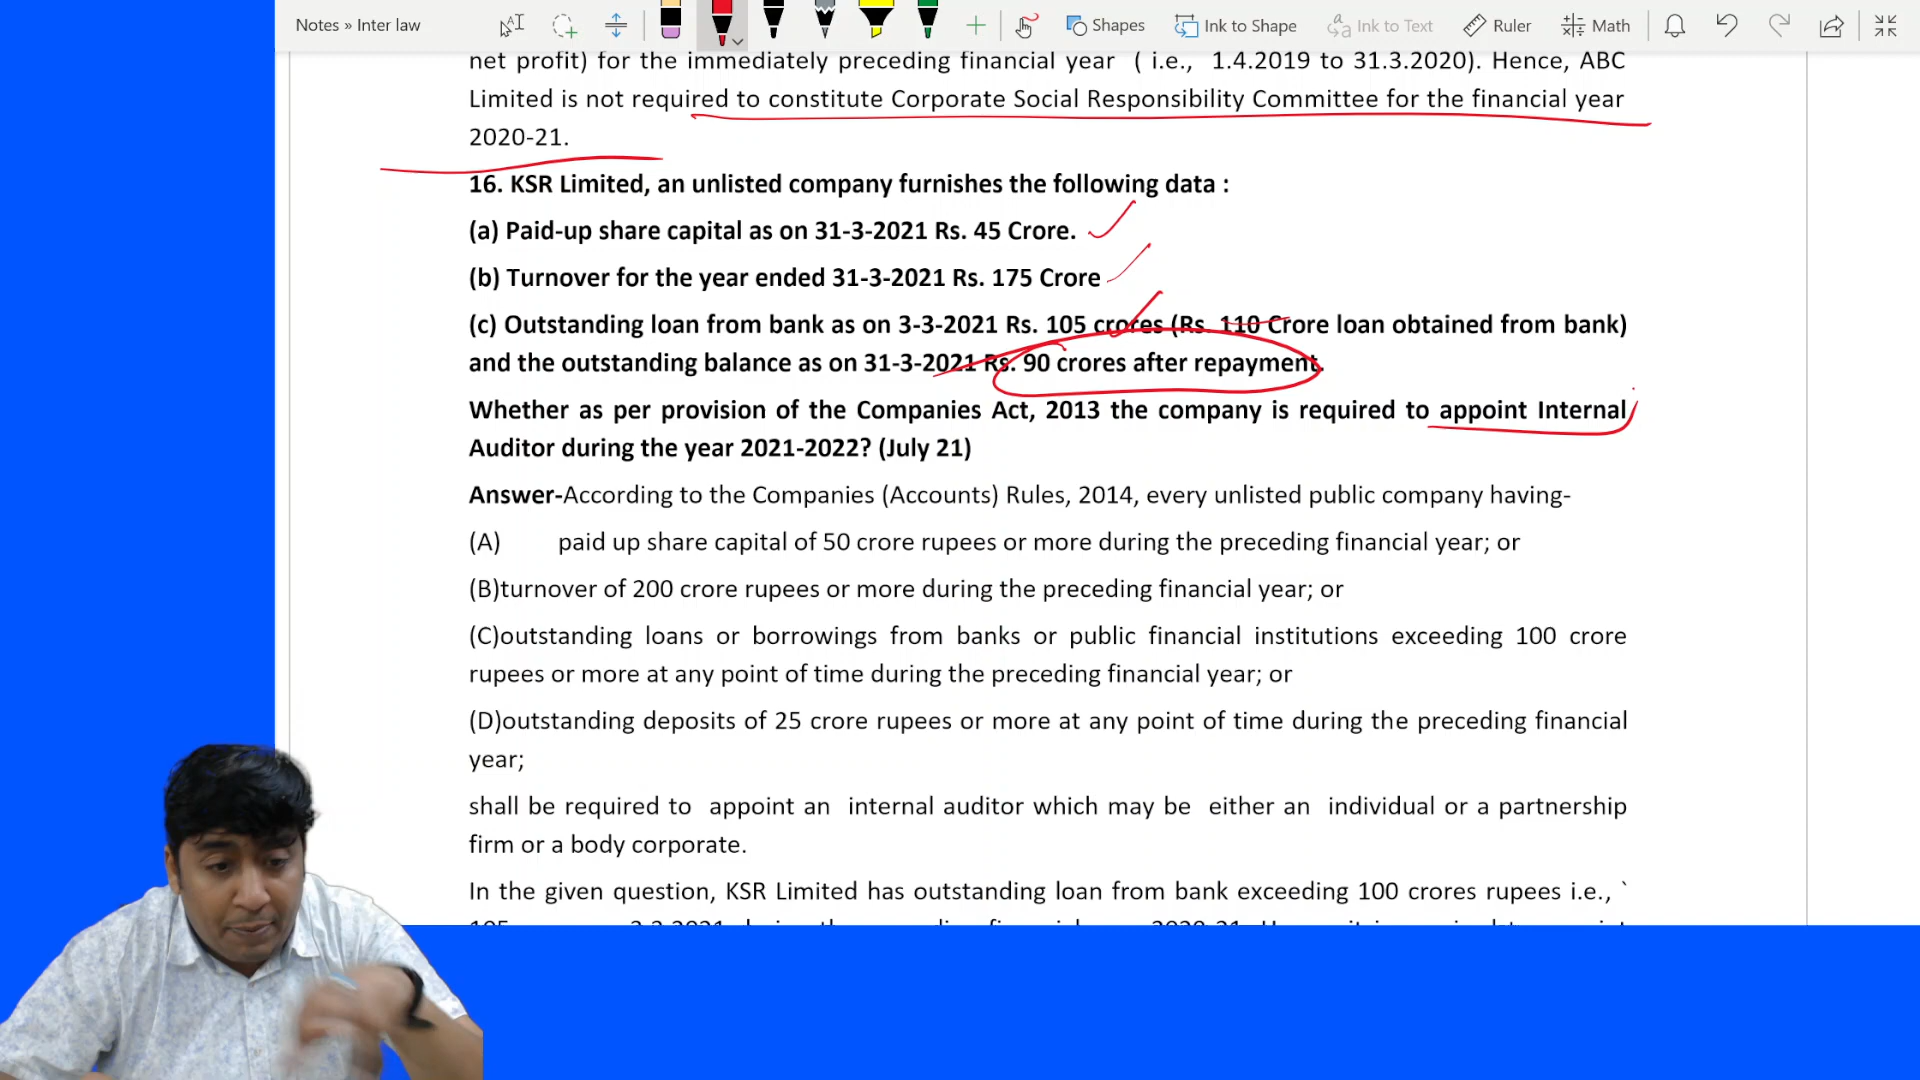 Notes » Inter law
Shapes
Ink to Shape
Ink to Text
Ruler
Math
net profit) for the immediately preceding financial year ( i.e., 1.4.2019 to 31.3.2020). Hence, ABC
Limited is not required to constitute Corporate Social Responsibility Committee for the financial year
2020-21.
16. KSR Limited, an unlisted company furnishes the following data :
(a) Paid-up share capital as on 31-3-2021 Rs. 45 Crore.
(b) Turnover for the year ended 31-3-2021 Rs. 175 Crore
(c) Outstanding loan from bank as on 3-3-2021 Rs. 105 crores (Rs. 110 Crore loan obtained from bank)
and the outstanding balance as on 31-3-2021 Rs. 90 crores after repayment.
Whether as per provision of the Companies Act, 2013 the company is required to appoint Internal
Auditor during the year 2021-2022? (July 21)
Answer-According to the Companies (Accounts) Rules, 2014, every unlisted public company having-
(A) paid up share capital of 50 crore rupees or more during the preceding financial year; or
(B)turnover of 200 crore rupees or more during the preceding financial year; or
(C)outstanding loans or borrowings from banks or public financial institutions exceeding 100 crore
rupees or more at any point of time during the preceding financial year; or
(D)outstanding deposits of 25 crore rupees or more at any point of time during the preceding financial
year;
shall be required to appoint an internal auditor which may be either an individual or a partnership
firm or a body corporate.
In the given question, KSR Limited has outstanding loan from bank exceeding 100 crores rupees i.e., `